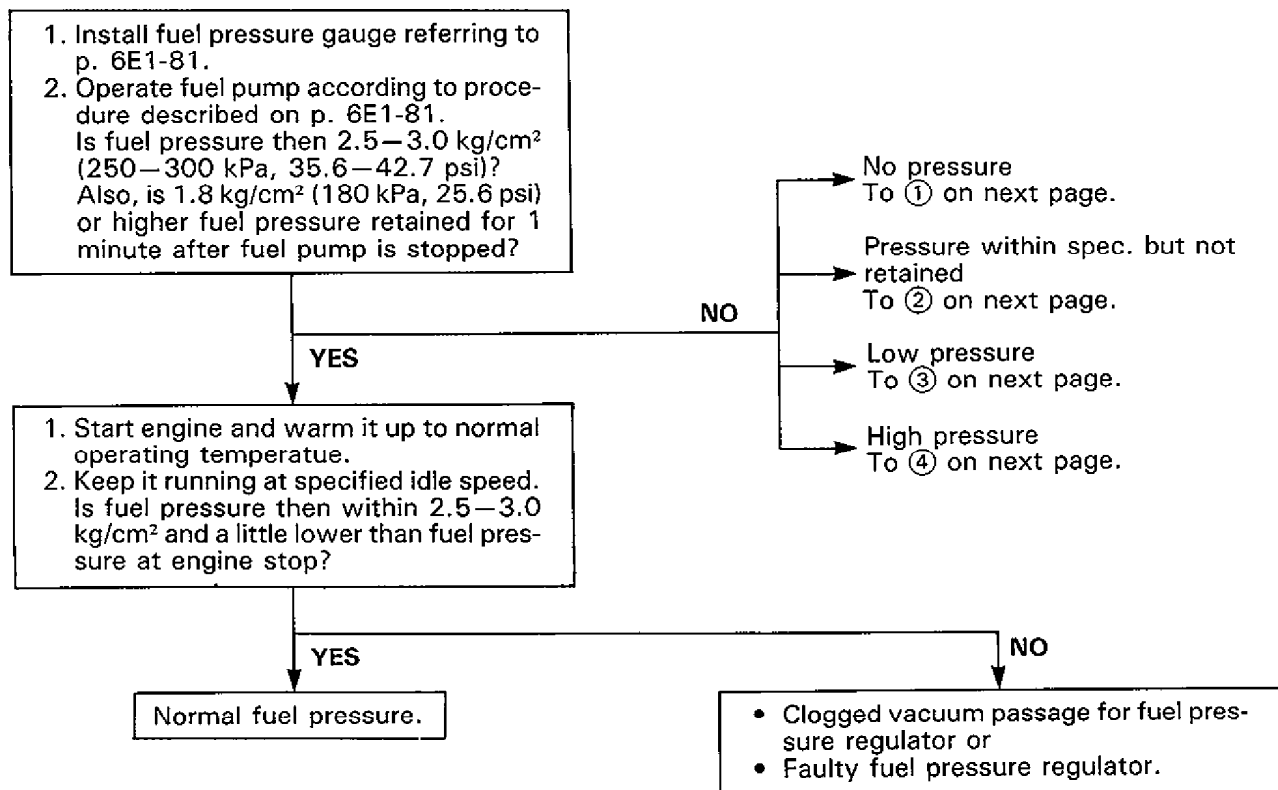 1. Install fuel pressure gauge referring to
p. 6E1-81.
2. Operate fuel pump according to proce-
dure described on p. 6E1-81.
Is fuel pressure then 2.5—3.0 kg/cm²
(250—300 kPa, 35.6—42.7 psi)?
Also, is 1.8 kg/cm² (180 kPa, 25.6 psi)
or higher fuel pressure retained for 1
minute after fuel pump is stopped?
NO
No pressure
To ① on next page.
Pressure within spec. but not
retained
To ② on next page.
Low pressure
To ③ on next page.
High pressure
To ④ on next page.
YES
1. Start engine and warm it up to normal
operating temperatue.
2. Keep it running at specified idle speed.
Is fuel pressure then within 2.5—3.0
kg/cm² and a little lower than fuel pres-
sure at engine stop?
YES
NO
Normal fuel pressure.
• Clogged vacuum passage for fuel pres-
sure regulator or
• Faulty fuel pressure regulator.